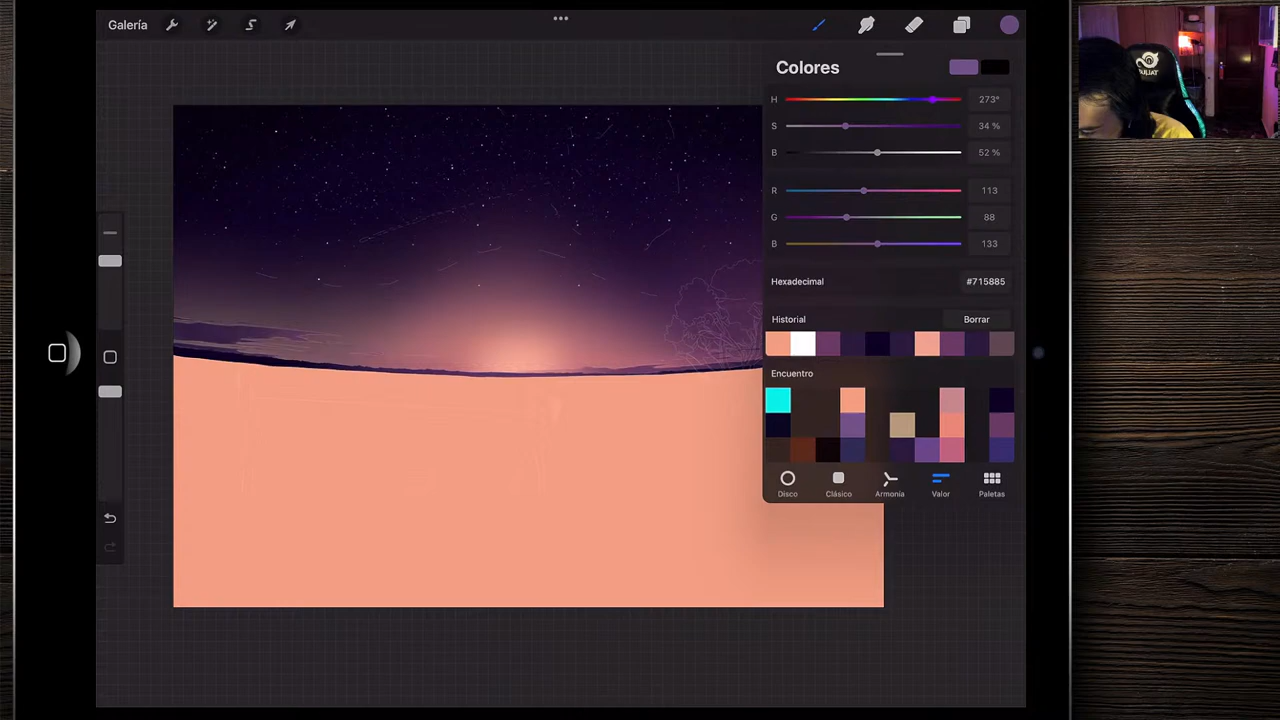 Galería
Colores
H 273°
S 34 %
B 52 %
R 113
G 88
B 133
Hexadecimal #715885
Historial Borrar
Encuentro
Disco Clásico Armonía Valor Paletas